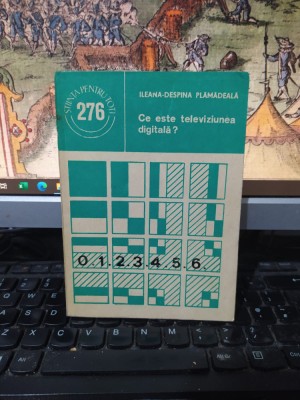 ȘTIINȚA PENTRU TOȚI
276
ILEANA-DESPINA PLĂMĂDEALĂ
Ce este televiziunea
digitală?
0.1.2.3.4.5.6.